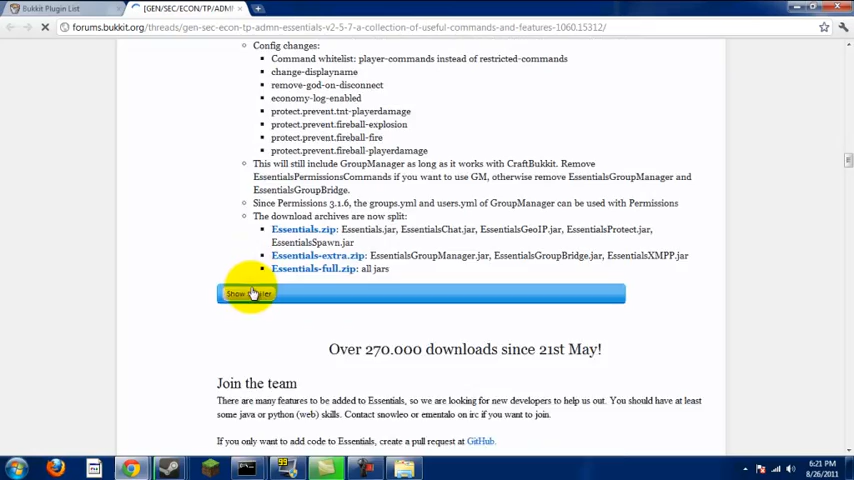 Bukkit Plugin List
[GEN/SEC/ECON/TP/ADMN
forums.bukkit.org/threads/gen-sec-econ-tp-admn-essentials-v2-5-7-a-collection-of-useful-commands-and-features-1060.15312/
Config changes:
Command whitelist: player-commands instead of restricted-commands
change-displayname
remove-god-on-disconnect
economy-log-enabled
protect.prevent.tnt-playerdamage
protect.prevent.fireball-explosion
protect.prevent.fireball-fire
protect.prevent.fireball-playerdamage
This will still include GroupManager as long as it works with CraftBukkit. Remove
EssentialsPermissionsCommands if you want to use GM, otherwise remove EssentialsGroupManager and
EssentialsGroupBridge.
Since Permissions 3.1.6, the groups.yml and users.yml of GroupManager can be used with Permissions
The download archives are now split:
Essentials.zip: Essentials.jar, EssentialsChat.jar, EssentialsGeoIP.jar, EssentialsProtect.jar,
EssentialsSpawn.jar
Essentials-extra.zip: EssentialsGroupManager.jar, EssentialsGroupBridge.jar, EssentialsXMPP.jar
Essentials-full.zip: all jars
Show
Over 270.000 downloads since 21st May!
Join the team
There are many features to be added to Essentials, so we are looking for new developers to help us out. You should have at least
some java or python (web) skills. Contact snowleo or ementalo on irc if you want to join.
If you only want to add code to Essentials, create a pull request at GitHub.
99
6:21 PM
8/26/2011